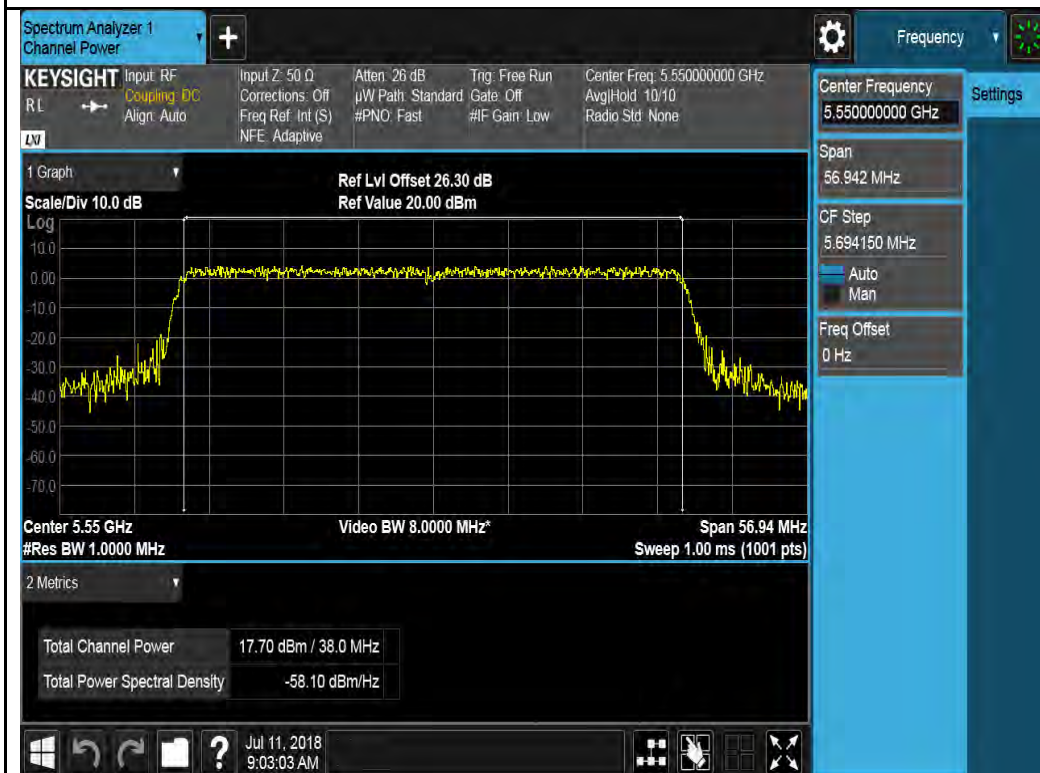 Spectrum Analyzer 1
Channel Power
+
Frequency
KEYSIGHT
R L
LXI
Input: RF
Coupling: DC
Align: Auto
Input Z: 50 Ω
Corrections: Off
Freq Ref: Int (S)
NFE: Adaptive
Atten: 26 dB
µW Path: Standard
#PNO: Fast
Trig: Free Run
Gate: Off
#IF Gain: Low
Center Freq: 5.550000000 GHz
Avg|Hold: 10/10
Radio Std: None
Center Frequency
5.550000000 GHz
Settings
Span
56.942 MHz
CF Step
5.694150 MHz
Auto
Man
Freq Offset
0 Hz
1 Graph
Scale/Div 10.0 dB
Ref Lvl Offset 26.30 dB
Ref Value 20.00 dBm
Log
10.0
0.00
-10.0
-20.0
-30.0
-40.0
-50.0
-60.0
-70.0
Center 5.55 GHz
#Res BW 1.0000 MHz
Video BW 8.0000 MHz*
Span 56.94 MHz
Sweep 1.00 ms (1001 pts)
2 Metrics
Total Channel Power 17.70 dBm / 38.0 MHz
Total Power Spectral Density -58.10 dBm/Hz
?
Jul 11, 2018
9:03:03 AM